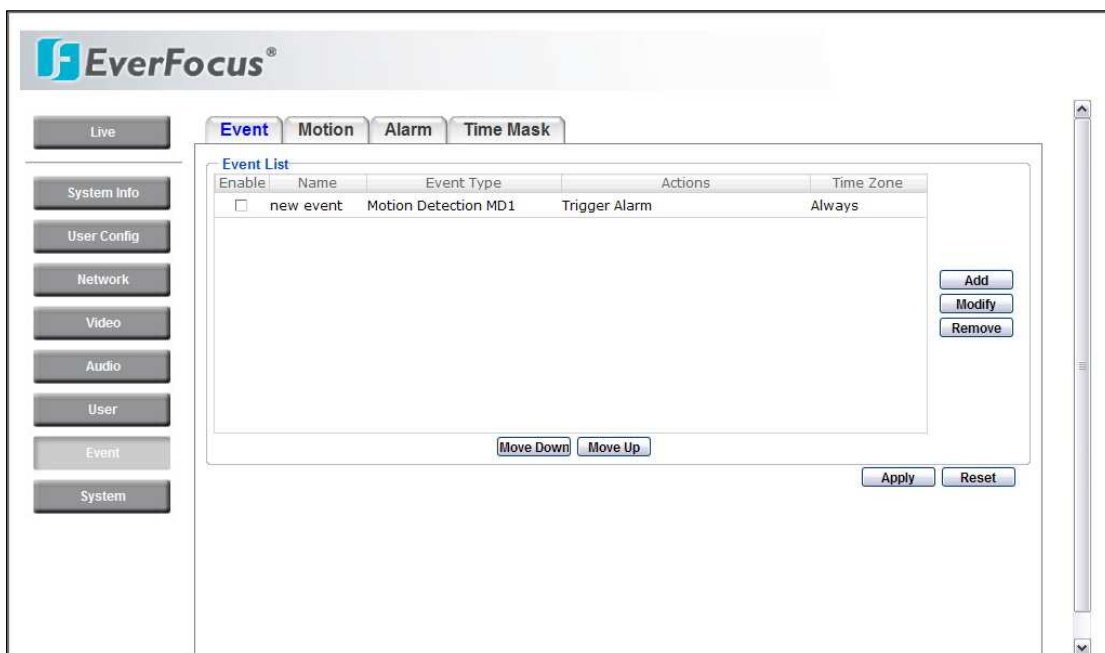 EverFocus®
Live
System Info
User Config
Network
Video
Audio
User
Event
System
Event Motion Alarm Time Mask
Event List
Enable Name Event Type Actions Time Zone
new event Motion Detection MD1 Trigger Alarm Always
Add
Modify
Remove
Move Down Move Up
Apply Reset